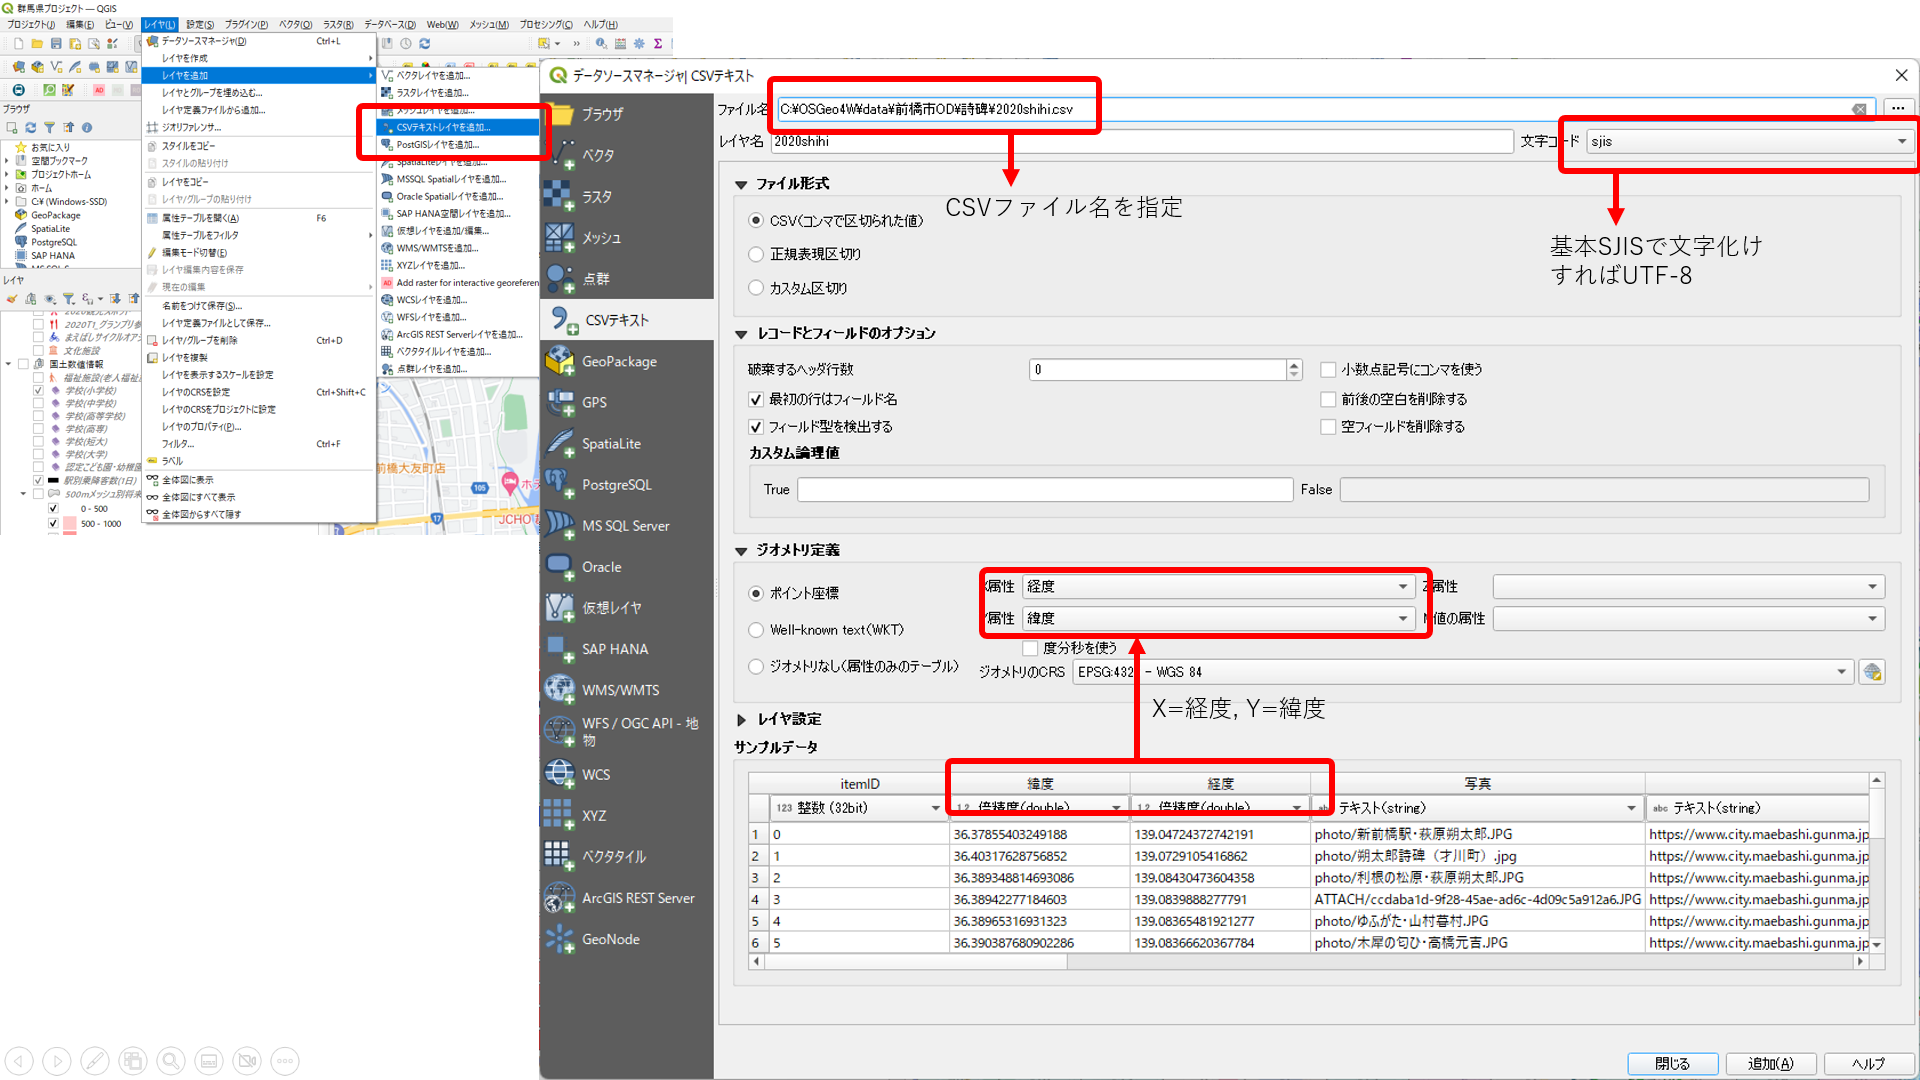 群馬県プロジェクト — QGIS
プロジェクト(J) 編集(E) ビュー(V) レイヤ(L) 設定(S) プラグイン(P) ベクタ(O) ラスタ(R) データベース(D) Web(W) メッシュ(M) プロセシング(C) ヘルプ(H)
ブラウザ
お気に入り
空間ブックマーク
プロジェクトホーム
ホーム
C:¥ (Windows-SSD)
GeoPackage
SpatiaLite
PostgreSQL
SAP HANA
レイヤ
まえばしサイクルオア
文化施設
国土数値情報
福祉施設(老人福祉
学校(小学校)
学校(中学校)
学校(高等学校)
学校(高専)
学校(短大)
学校(大学)
認定こども園・幼稚園
駅別乗降客数(1日)
500mメッシュ別将来
0 - 500
500 - 1000
データソースマネージャ(D) Ctrl+L
レイヤを作成
レイヤを追加
レイヤとグループを埋め込む...
レイヤ定義ファイルから追加...
ジオリファレンサ...
スタイルをコピー
スタイルの貼り付け
レイヤをコピー
レイヤ/グループの貼り付け
属性テーブルを開く(A) F6
属性テーブルをフィルタ
編集モード切替(E)
レイヤ編集内容を保存
現在の編集
名前をつけて保存(S)...
レイヤ定義ファイルとして保存...
レイヤ/グループを削除 Ctrl+D
レイヤを複製
レイヤを表示するスケールを設定
レイヤのCRSを設定 Ctrl+Shift+C
レイヤのCRSをプロジェクトに設定
レイヤのプロパティ(P)...
フィルタ... Ctrl+F
ラベル
全体図に表示
全体図にすべて表示
全体図からすべて隠す
ベクタレイヤを追加...
ラスタレイヤを追加...
メッシュレイヤを追加...
CSVテキストレイヤを追加...
PostGISレイヤを追加...
SpatiaLiteレイヤを追加...
MSSQL Spatialレイヤを追加...
Oracle Spatialレイヤを追加...
SAP HANA空間レイヤを追加...
仮想レイヤを追加/編集...
WMS/WMTSを追加...
XYZレイヤを追加...
Add raster for interactive georeferen
WCSレイヤを追加...
WFSレイヤを追加...
ArcGIS REST Serverレイヤを追加...
ベクタタイルレイヤを追加...
点群レイヤを追加...
前橋大友町店
105
ホテ
17
JCHO
データソースマネージャ| CSVテキスト
ブラウザ
ベクタ
ラスタ
メッシュ
点群
CSVテキスト
GeoPackage
GPS
SpatiaLite
PostgreSQL
MS SQL Server
Oracle
仮想レイヤ
SAP HANA
WMS/WMTS
WFS / OGC API - 地
物
WCS
XYZ
ベクタタイル
ArcGIS REST Server
GeoNode
ファイル名 C:¥OSGeo4W¥data¥前橋市OD¥詩碑¥2020shihi.csv
レイヤ名 2020shihi 文字コード sjis
CSVファイル名を指定
基本SJISで文字化け
すればUTF-8
ファイル形式
CSV(コンマで区切られた値)
正規表現区切り
カスタム区切り
レコードとフィールドのオプション
破棄するヘッダ行数 0 小数点記号にコンマを使う
最初の行はフィールド名 前後の空白を削除する
フィールド型を検出する 空フィールドを削除する
カスタム論理値
True False
ジオメトリ定義
ポイント座標
Well-known text(WKT)
ジオメトリなし(属性のみのテーブル)
属性 経度 属性
属性 緯度 値の属性
度分秒を使う
ジオメトリのCRS EPSG:432 - WGS 84
X=経度, Y=緯度
レイヤ設定
サンプルデータ
itemID 緯度 経度 写真
123 整数 (32bit) 1.2 倍精度(double) 1.2 倍精度(double) abc テキスト(string) abc テキスト(string)
1 0 36.37855403249188 139.04724372742191 photo/新前橋駅・萩原朔太郎.JPG https://www.city.maebashi.gunma.jp
2 1 36.40317628756852 139.0729105416862 photo/朔太郎詩碑（才川町）.jpg https://www.city.maebashi.gunma.jp
3 2 36.389348814693086 139.08430473604358 photo/利根の松原・萩原朔太郎.JPG https://www.city.maebashi.gunma.jp
4 3 36.38942277184603 139.0839888277791 ATTACH/ccdaba1d-9f28-45ae-ad6c-4d09c5a912a6.JPG https://www.city.maebashi.gunma.jp
5 4 36.38965316931323 139.08365481921277 photo/ゆふがた・山村暮村.JPG https://www.city.maebashi.gunma.jp
6 5 36.390387680902286 139.08366620367784 photo/木犀の匂ひ・高橋元吉.JPG https://www.city.maebashi.gunma.jp
閉じる 追加(A) ヘルプ